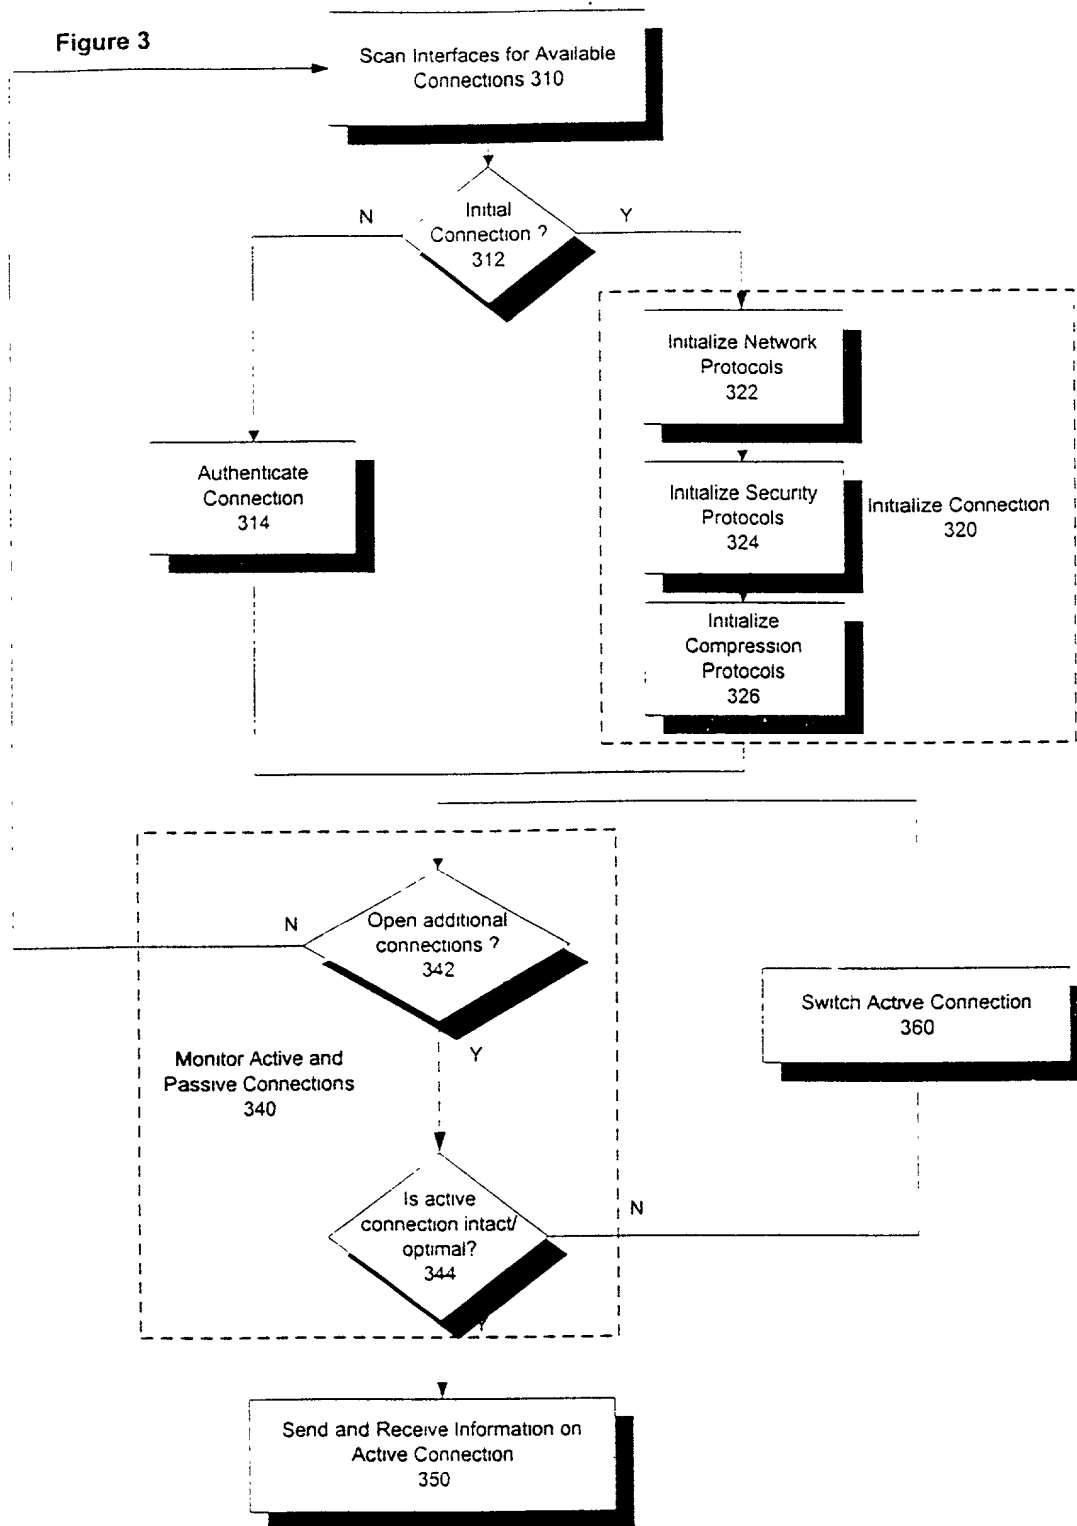 Figure 3
Scan Interfaces for Available
Connections 310
N
Initial
Connection ?
312
Y
Initialize Network
Protocols
322
Authenticate
Connection
314
Initialize Security
Protocols
324
Initialize Connection
320
Initialize
Compression
Protocols
326
N
Open additional
connections ?
342
Y
Switch Active Connection
360
Monitor Active and
Passive Connections
340
Is active
connection intact/
optimal?
344
N
Y
Send and Receive Information on
Active Connection
350